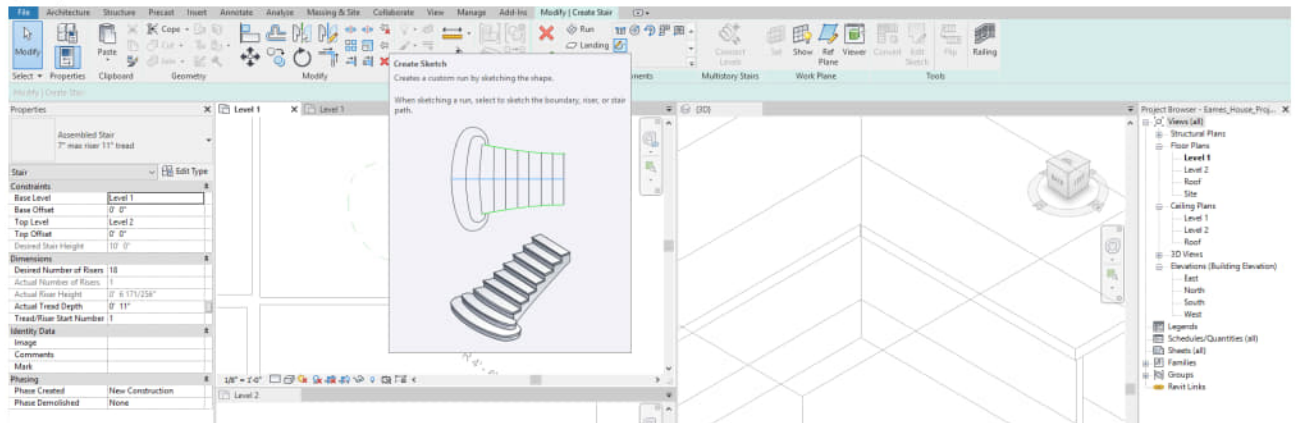 File Architecture Structure Precast Insert Annotate Analyze Massing & Site Collaborate View Manage Add-Ins Modify | Create Stair
Modify
Paste
Cope
Cut
Join
Run
Landing
Connect Levels
Set
Show
Ref Plane
Viewer
Convert
Edit Sketch
Flip
Railing
Select Properties Clipboard Geometry Modify Multistory Stairs Work Plane Tools
Modify | Create Stair
Create Sketch
Creates a custom run by sketching the shape.
When sketching a run, select to sketch the boundary, riser, or stair
path.
Properties
Assembled Stair
7" max riser 11" tread
Stair Edit Type
Constraints
Base Level Level 1
Base Offset 0' 0"
Top Level Level 2
Top Offset 0' 0"
Desired Stair Height 10' 0"
Dimensions
Desired Number of Risers 18
Actual Number of Risers 1
Actual Riser Height 0' 6 171/256"
Actual Tread Depth 0' 11"
Tread/Riser Start Number 1
Identity Data
Image
Comments
Mark
Phasing
Phase Created New Construction
Phase Demolished None
Level 1
Level 1
{3D}
1/8" = 1'-0"
Level 2
Project Browser - Eames_House_Proj...
Views (all)
Structural Plans
Floor Plans
Level 1
Level 2
Roof
Site
Ceiling Plans
Level 1
Level 2
Roof
3D Views
Elevations (Building Elevation)
East
North
South
West
Legends
Schedules/Quantities (all)
Sheets (all)
Families
Groups
Revit Links